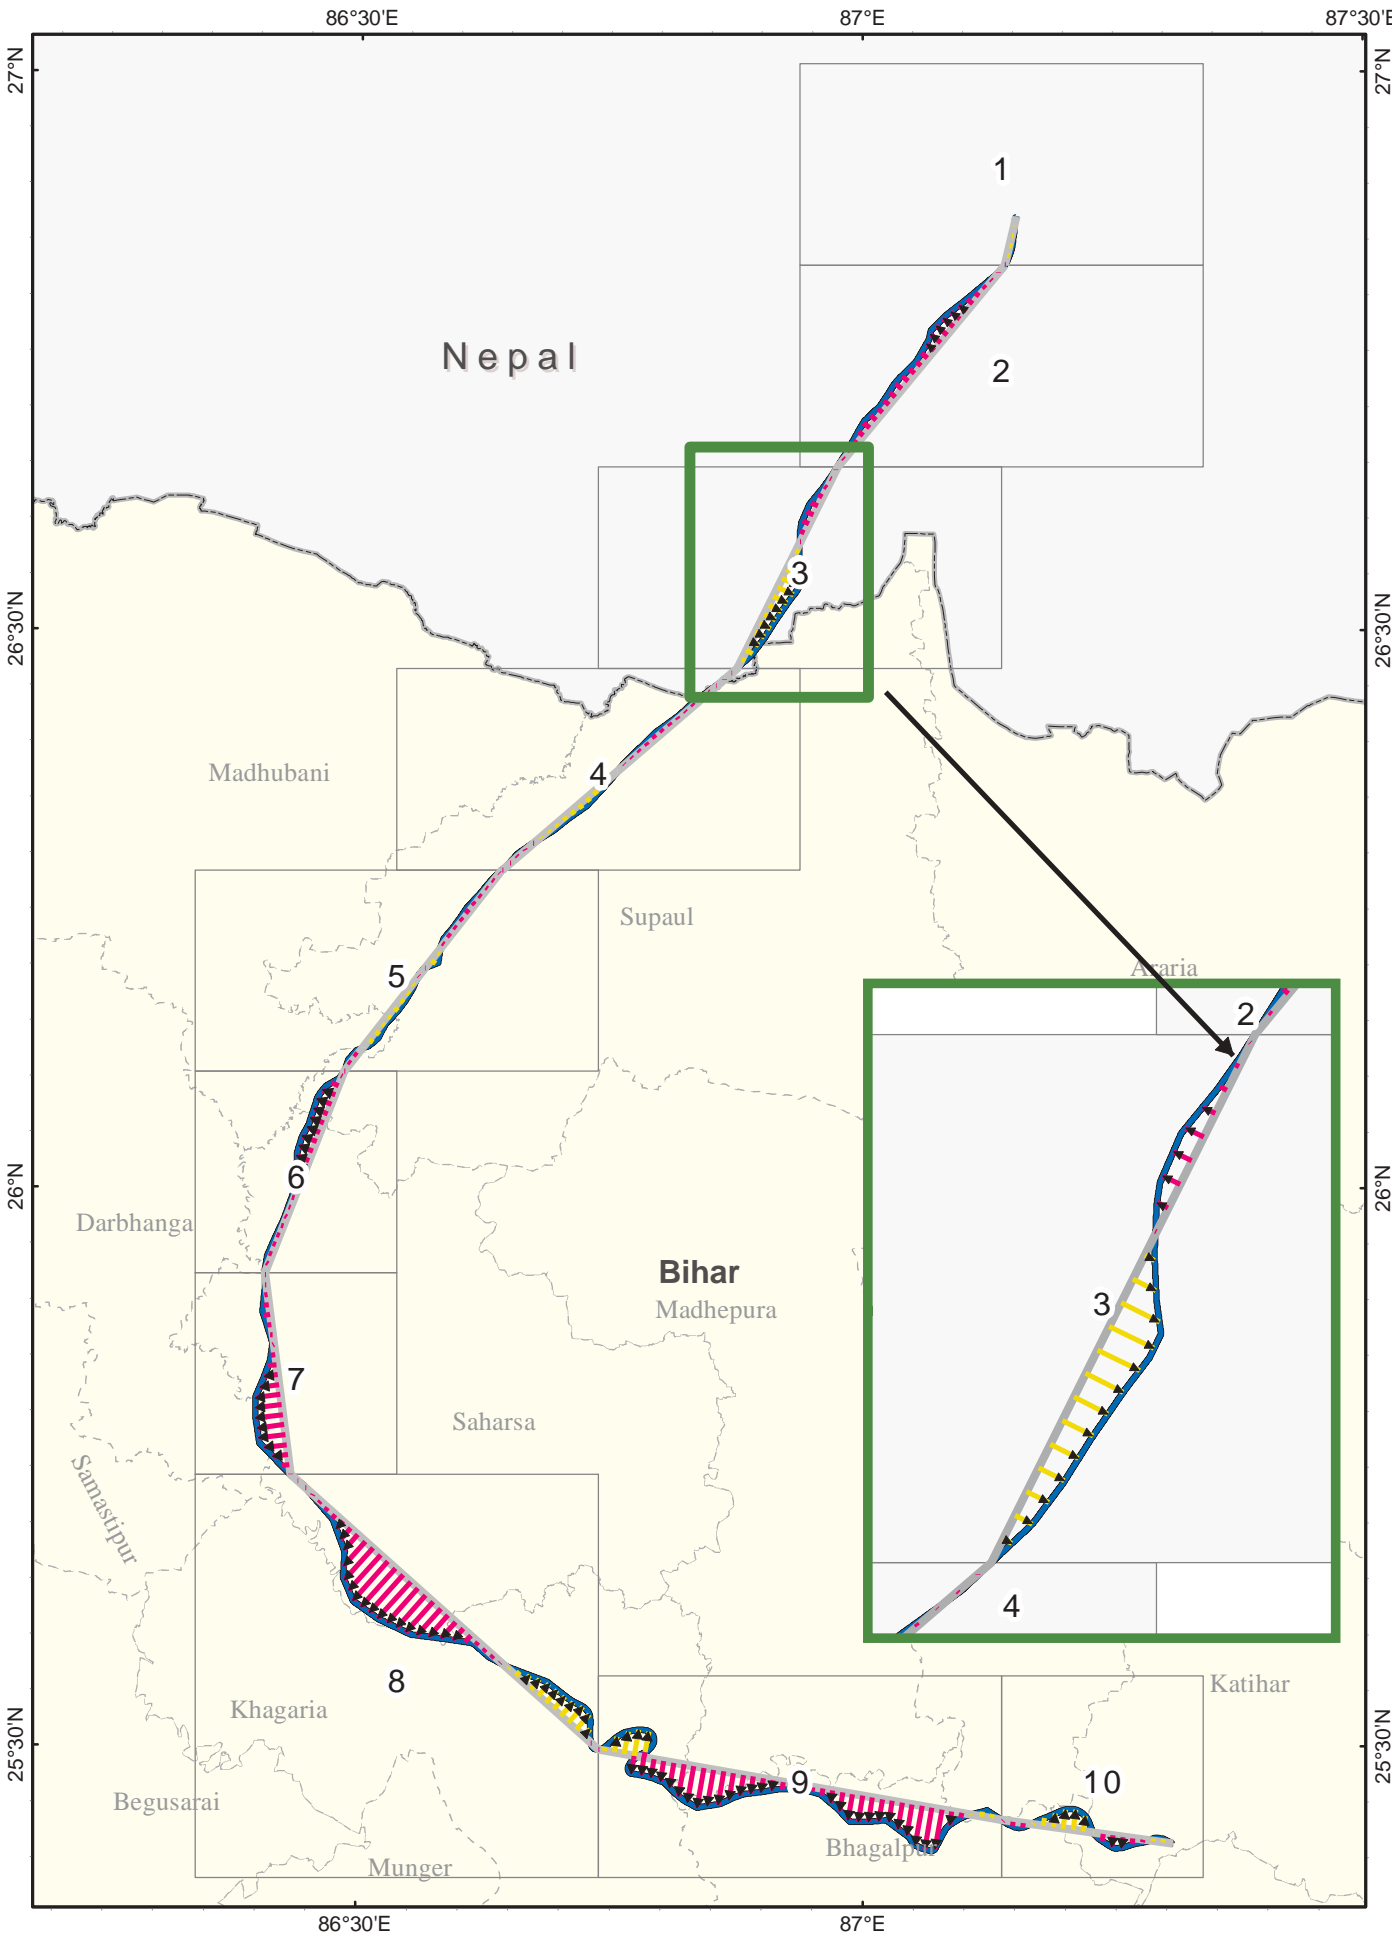 86°30'E
87°E
87°30'E
27°N
27°N
1
Nepal
2
3
26°30'N
26°30'N
Madhubani
4
Supaul
5
Araria
2
6
26°N
26°N
Darbhanga
Bihar
Madhepura
3
7
Saharsa
Samastipur
4
8
Katihar
Khagaria
25°30'N
25°30'N
9
10
Begusarai
Bhagalpur
Munger
86°30'E
87°E